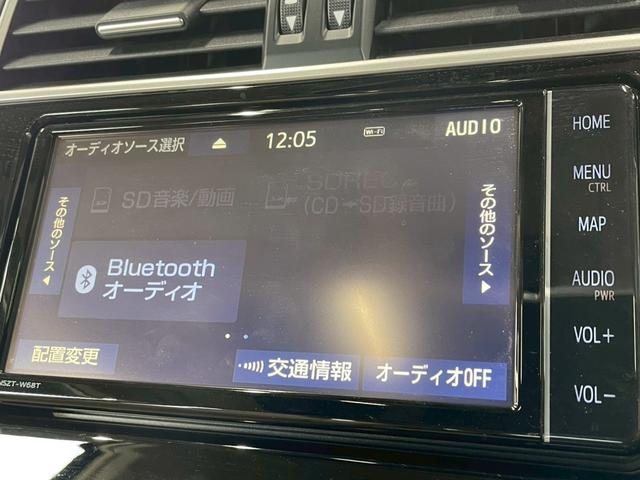 オーディオソース選択
12:05
Wi-Fi
AUDIO
その他のソース
SD音楽/動画
SDREC
(CD→SD録音曲)
その他のソース
Bluetooth
オーディオ
配置変更
交通情報
オーディオOFF
NSZT-W68T
HOME
MENU
CTRL
MAP
AUDIO
PWR
VOL+
VOL-